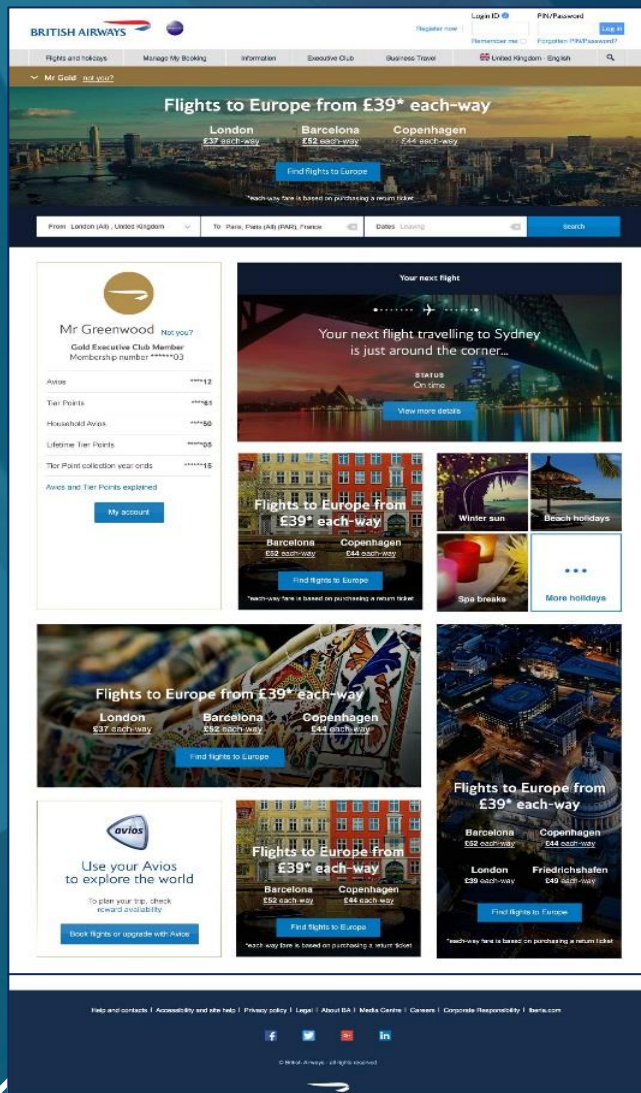 BRITISH AIRWAYS
Register now
Login ID
PIN/Password
Log in
Remember me
Forgotten PIN/Password?
Flights and holidays
Manage My Booking
Information
Executive Club
Business Travel
United Kingdom - English
Mr Gold not you?
Flights to Europe from £39* each-way
London Barcelona Copenhagen
£37 each-way £52 each-way £44 each-way
Find flights to Europe
*each-way fare is based on purchasing a return ticket
From London (All) , United Kingdom
To Paris, Paris (All) (PAR), France
Dates Leaving
Search
Mr Greenwood Not you?
Gold Executive Club Member
Membership number ******03
Avios ****12
Tier Points ****61
Household Avios ****50
Lifetime Tier Points *****05
Tier Point collection year ends ******15
Avios and Tier Points explained
My account
Your next flight
Your next flight travelling to Sydney
is just around the corner...
STATUS
On time
View more details
Flights to Europe from
£39* each-way
Barcelona Copenhagen
£52 each-way £44 each-way
Find flights to Europe
*each-way fare is based on purchasing a return ticket
Winter sun
Beach holidays
Spa breaks
More holidays
Flights to Europe from £39* each-way
London Barcelona Copenhagen
£37 each-way £52 each-way £44 each-way
Find flights to Europe
Flights to Europe from
£39* each-way
Barcelona Copenhagen
£52 each-way £44 each-way
London Friedrichshafen
£39 each-way £49 each-way
Find flights to Europe
*each-way fare is based on purchasing a return ticket
avios
Use your Avios
to explore the world
To plan your trip, check
reward availability
Book flights or upgrade with Avios
Flights to Europe from
£39* each-way
Barcelona Copenhagen
£52 each-way £44 each-way
Find flights to Europe
*each-way fare is based on purchasing a return ticket
Help and contacts | Accessibility and site help | Privacy policy | Legal | About BA | Media Centre | Careers | Corporate Responsibility | Iberia.com
© British Airways - all rights reserved